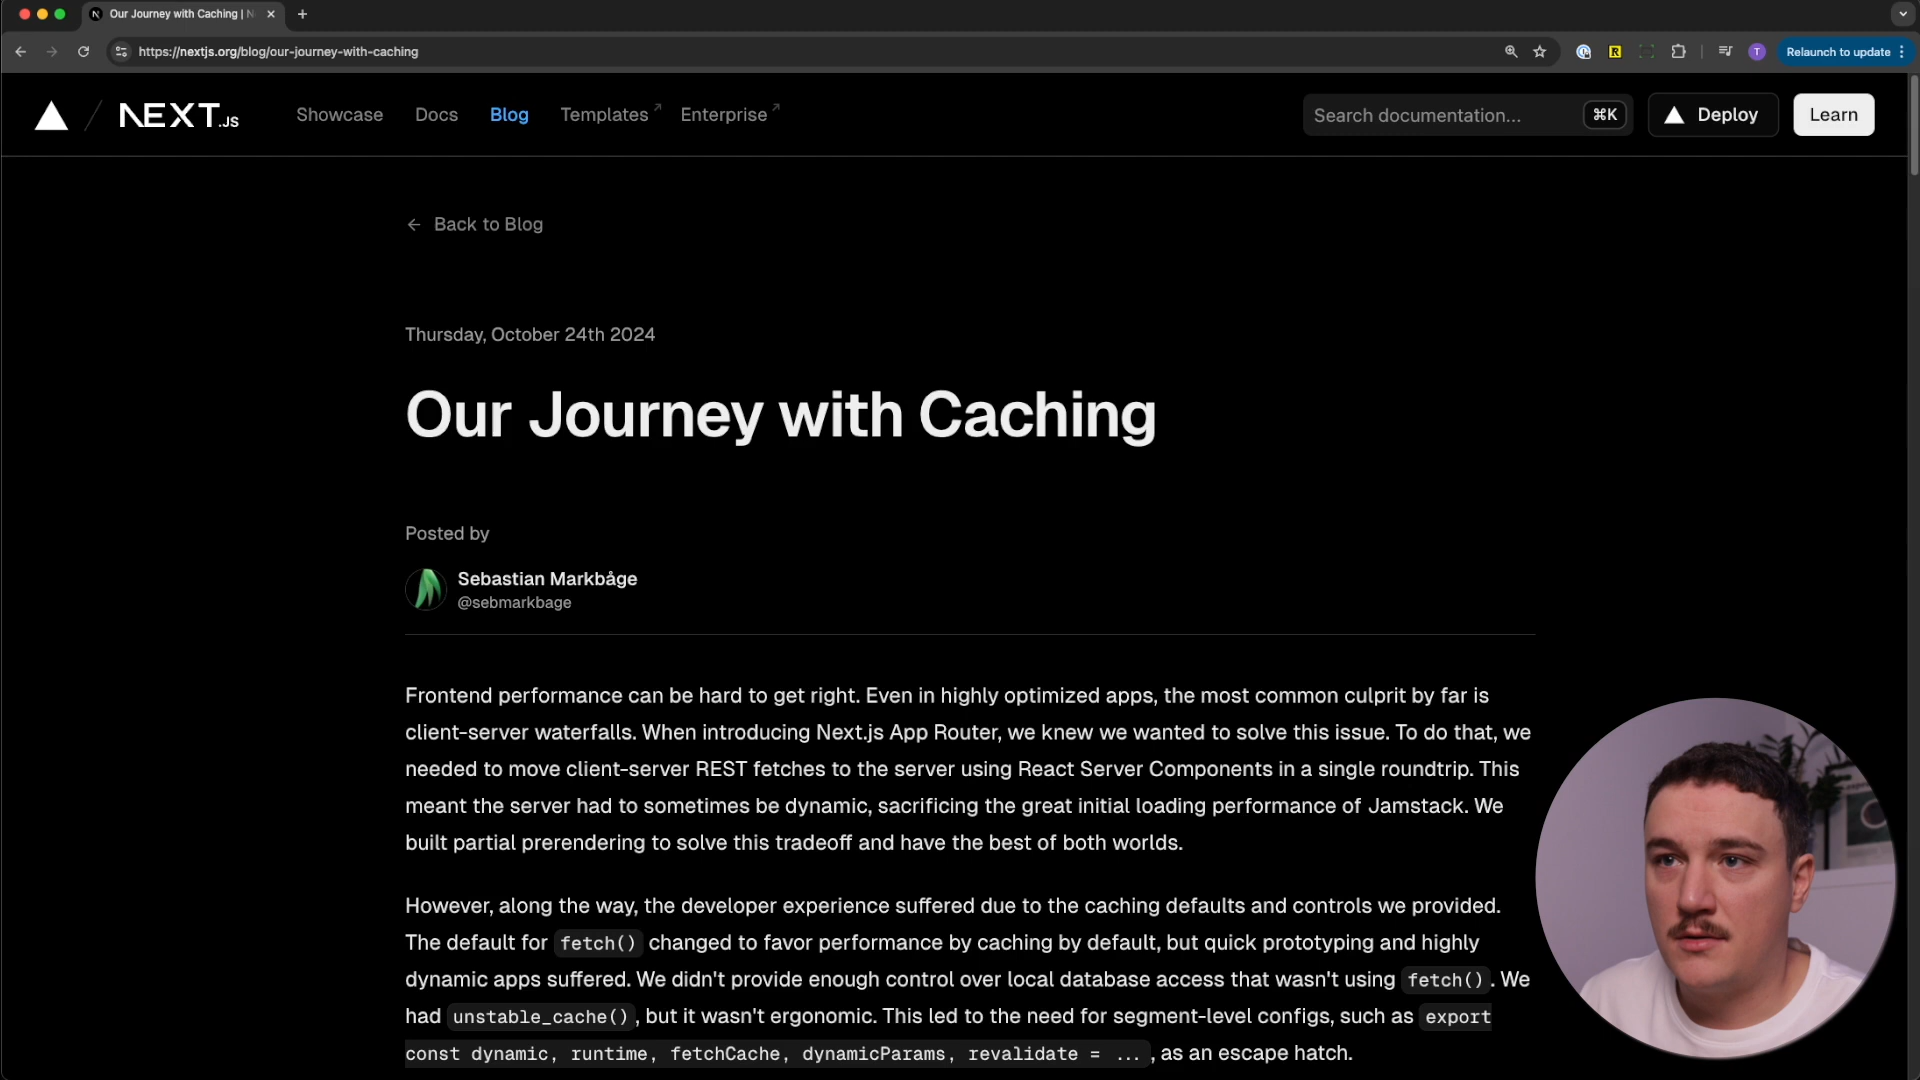 Our Journey with Caching | N
https://nextjs.org/blog/our-journey-with-caching
R
T
Relaunch to update
NEXT.JS
Showcase
Docs
Blog
Templates
Enterprise
Search documentation...
⌘K
Deploy
Learn
← Back to Blog
Thursday, October 24th 2024
Our Journey with Caching
Posted by
Sebastian Markbåge
@sebmarkbage
Frontend performance can be hard to get right. Even in highly optimized apps, the most common culprit by far is
client-server waterfalls. When introducing Next.js App Router, we knew we wanted to solve this issue. To do that, we
needed to move client-server REST fetches to the server using React Server Components in a single roundtrip. This
meant the server had to sometimes be dynamic, sacrificing the great initial loading performance of Jamstack. We
built partial prerendering to solve this tradeoff and have the best of both worlds.
However, along the way, the developer experience suffered due to the caching defaults and controls we provided.
The default for fetch() changed to favor performance by caching by default, but quick prototyping and highly
dynamic apps suffered. We didn't provide enough control over local database access that wasn't using fetch(). We
had unstable_cache(), but it wasn't ergonomic. This led to the need for segment-level configs, such as export
const dynamic, runtime, fetchCache, dynamicParams, revalidate = ..., as an escape hatch.